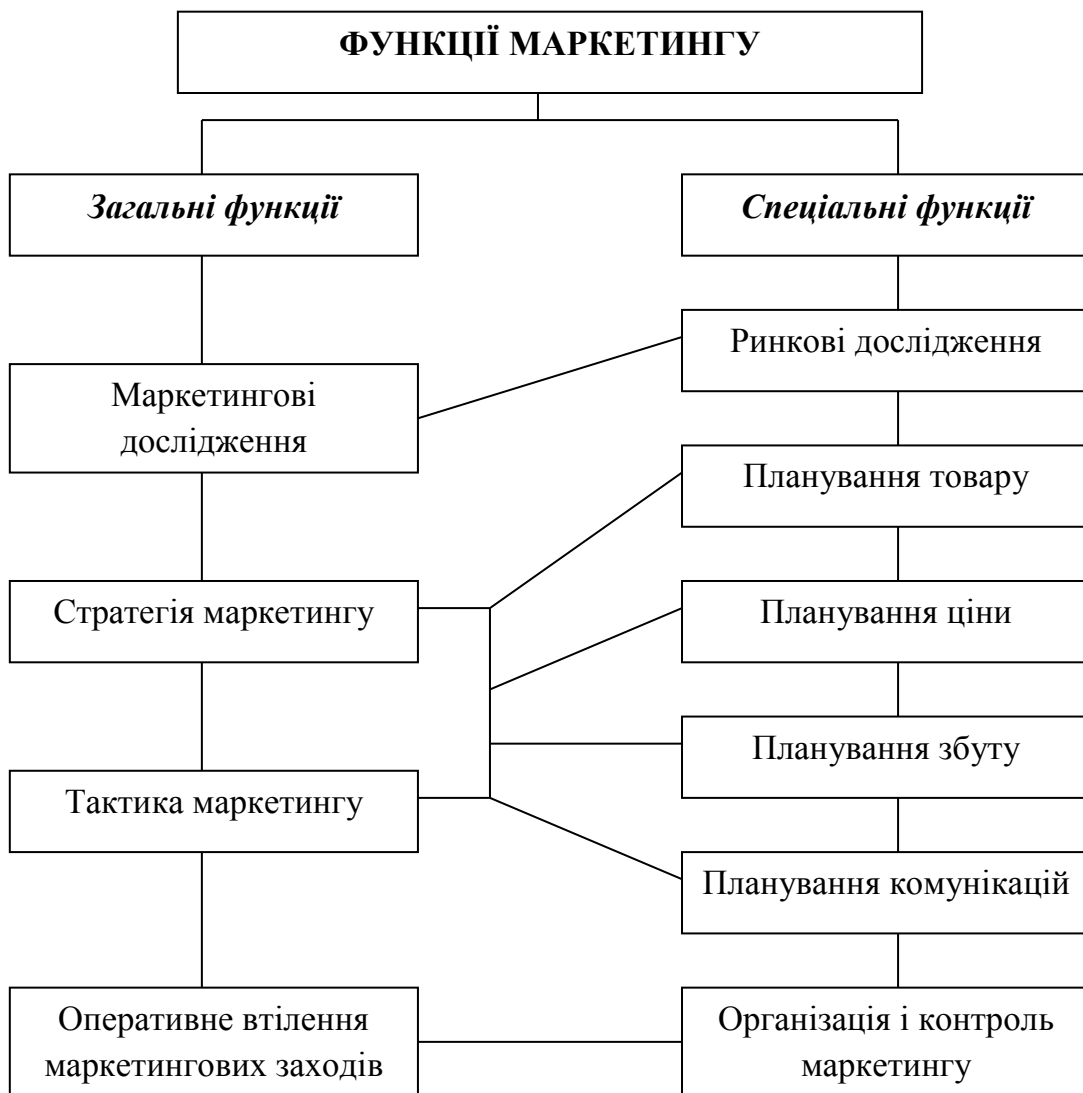 ФУНКЦІЇ МАРКЕТИНГУ
Загальні функції
Спеціальні функції
Ринкові дослідження
Маркетингові
дослідження
Планування товару
Стратегія маркетингу
Планування ціни
Планування збуту
Тактика маркетингу
Планування комунікацій
Оперативне втілення
маркетингових заходів
Організація і контроль
маркетингу